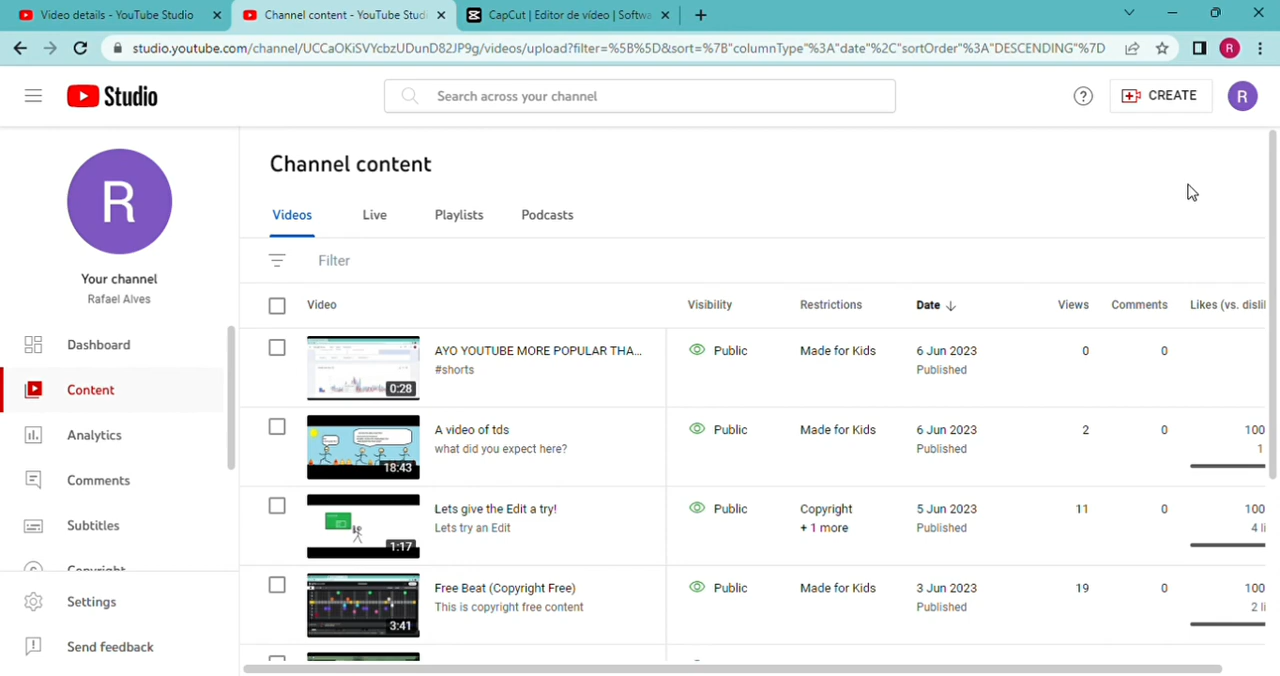 Video details - YouTube Studio
Channel content - YouTube Studi
CapCut | Editor de vídeo | Softwa
studio.youtube.com/channel/UCCaOKiSVYcbzUDunD82JP9g/videos/upload?filter=%5B%5D&sort=%7B"columnType"%3A"date"%2C"sortOrder"%3A"DESCENDING"%7D
R
Studio
Search across your channel
CREATE
R
R
Your channel
Rafael Alves
Dashboard
Content
Analytics
Comments
Subtitles
Copyright
Settings
Send feedback
Channel content
Videos Live Playlists Podcasts
Filter
Video Visibility Restrictions Date Views Comments Likes (vs. disli
0:28
AYO YOUTUBE MORE POPULAR THA... Public Made for Kids 6 Jun 2023 0 0
#shorts Published
18:43
A video of tds Public Made for Kids 6 Jun 2023 2 0 100
what did you expect here? Published 1
1:17
Lets give the Edit a try! Public Copyright 5 Jun 2023 11 0 100
Lets try an Edit + 1 more Published 4 li
3:41
Free Beat (Copyright Free) Public Made for Kids 3 Jun 2023 19 0 100
This is copyright free content Published 2 li